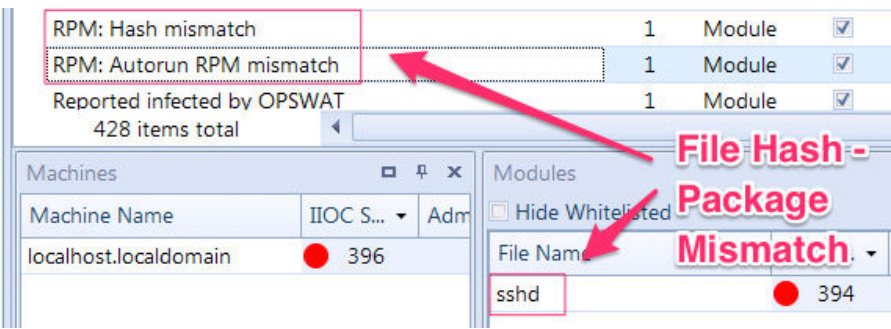 RPM: Hash mismatch 1 Module
RPM: Autorun RPM mismatch 1 Module
Reported infected by OPSWAT 1 Module
428 items total
File Hash -
Package
Mismatch
Machines
Modules
Hide Whitelisted
Machine Name IIOC S... Adm
File Name
localhost.localdomain 396
sshd 394